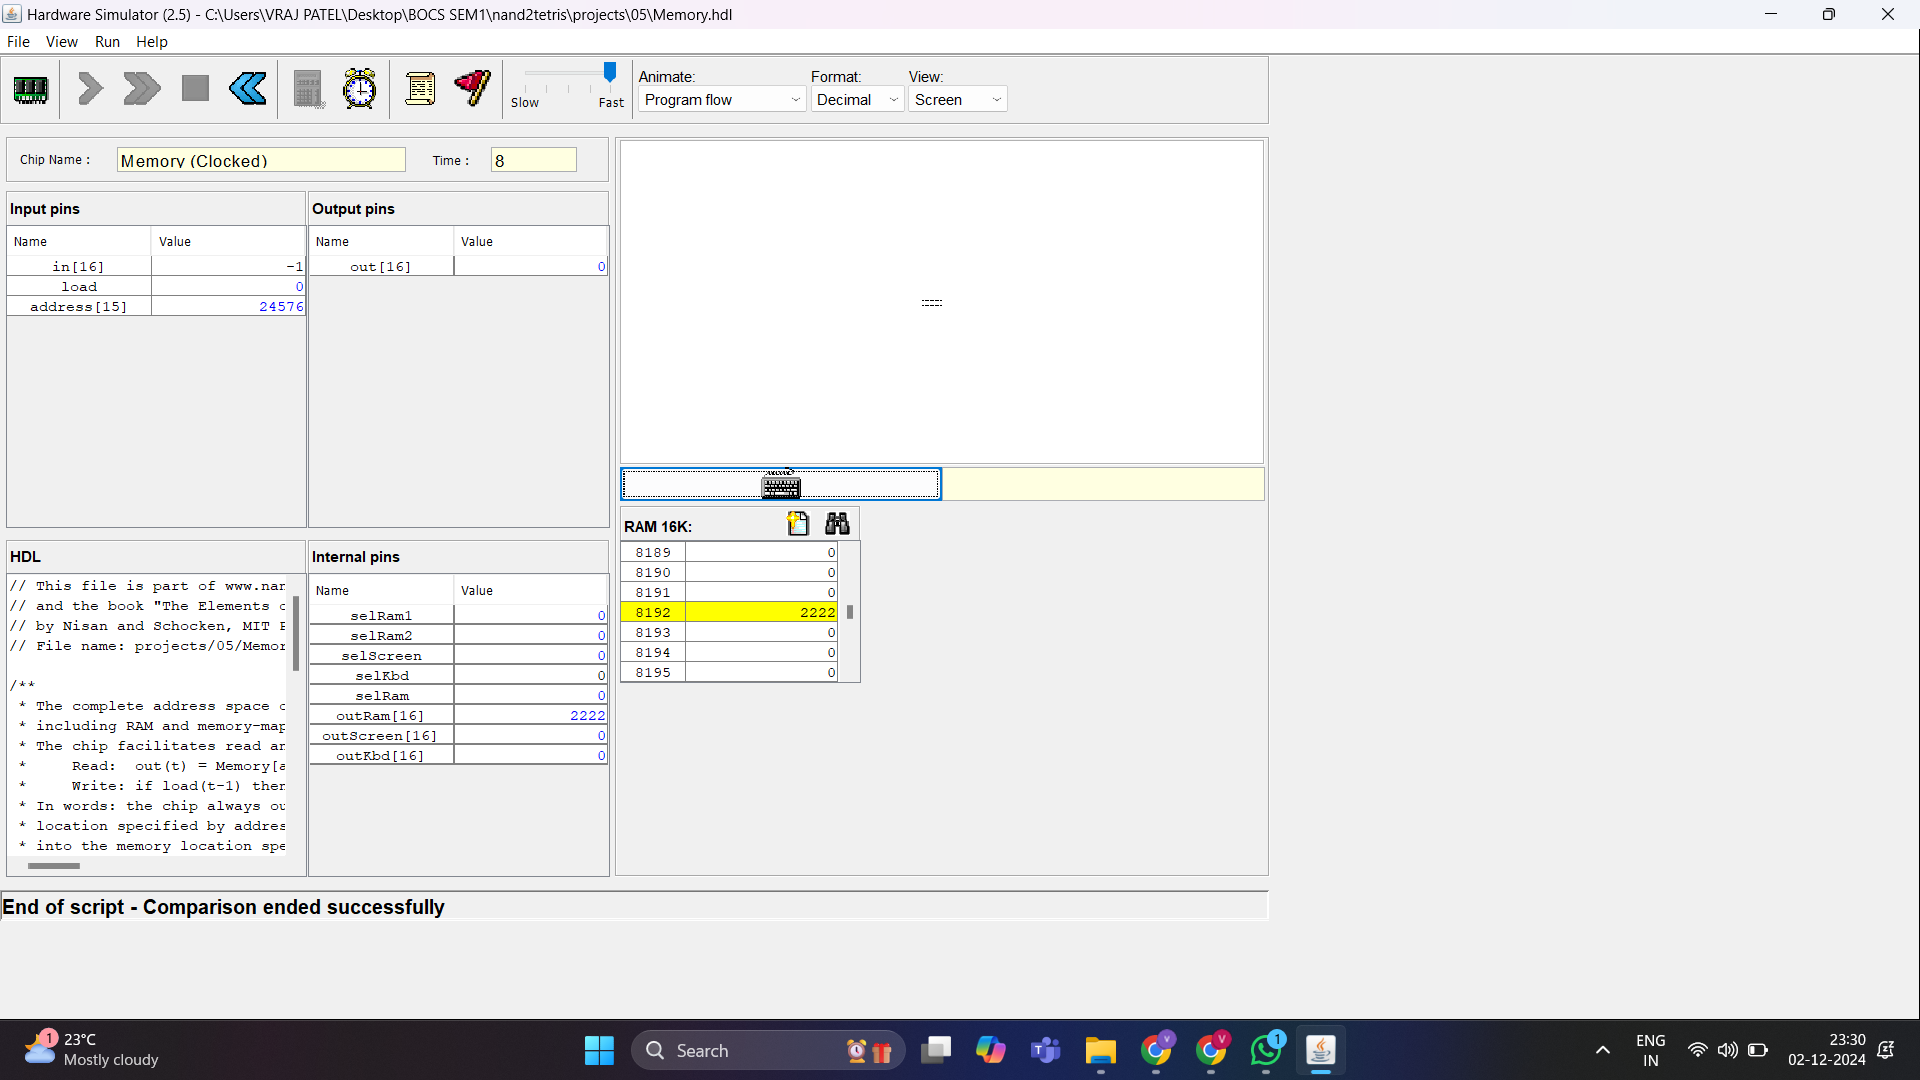 Hardware Simulator (2.5) - C:\Users\VRAJ PATEL\Desktop\BOCS SEM1\nand2tetris\projects\05\Memory.hdl
File View Run Help
Slow Fast
Animate: Format: View:
Program flow Decimal Screen
Chip Name : Memory (Clocked) Time : 8
Input pins
Name Value
in[16] -1
load 0
address[15] 24576
Output pins
Name Value
out[16] 0
RAM 16K:
8189 0
8190 0
8191 0
8192 2222
8193 0
8194 0
8195 0
HDL
// This file is part of www.nan
// and the book "The Elements o
// by Nisan and Schocken, MIT P
// File name: projects/05/Memor
/**
* The complete address space o
* including RAM and memory-map
* The chip facilitates read an
* Read: out(t) = Memory[a
* Write: if load(t-1) then
* In words: the chip always ou
* location specified by addres
* into the memory location spe
Internal pins
Name Value
selRam1 0
selRam2 0
selScreen 0
selKbd 0
selRam 0
outRam[16] 2222
outScreen[16] 0
outKbd[16] 0
End of script - Comparison ended successfully
1
23°C
Mostly cloudy
Search
V
V
1
ENG
IN
23:30
02-12-2024